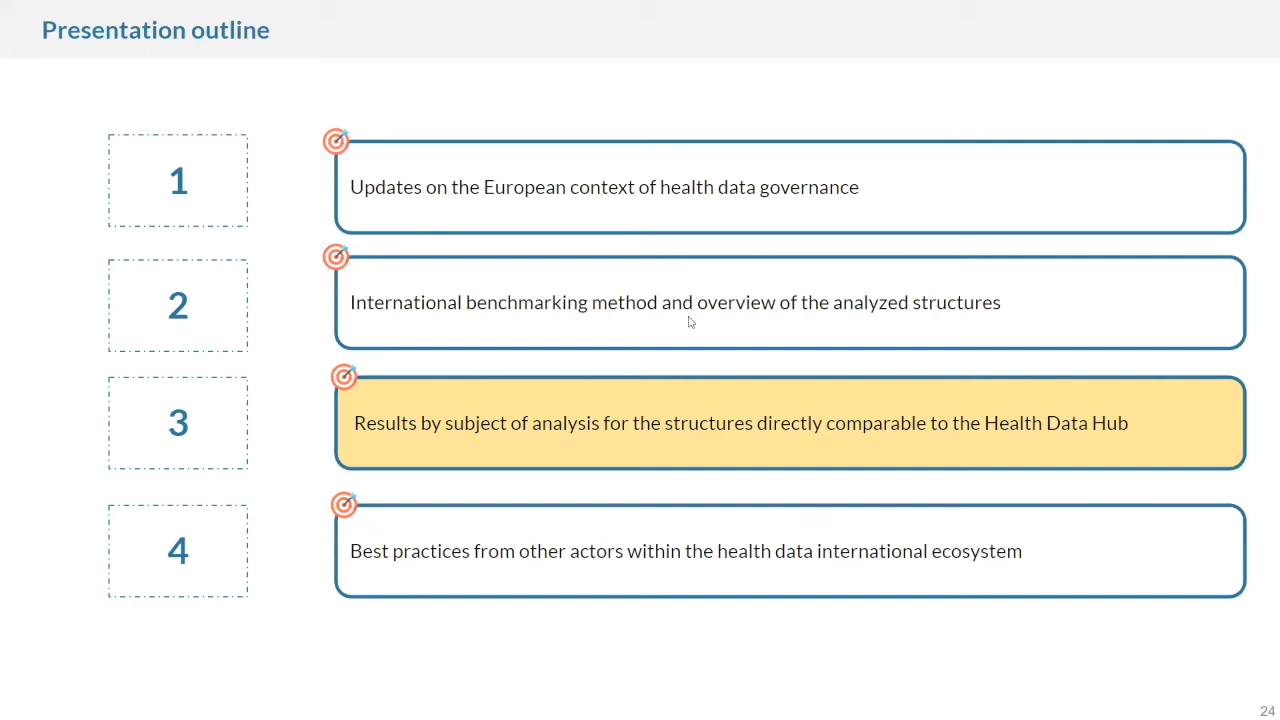 Presentation outline
1
Updates on the European context of health data governance
2
International benchmarking method and overview of the analyzed structures
3
Results by subject of analysis for the structures directly comparable to the Health Data Hub
4
Best practices from other actors within the health data international ecosystem
24